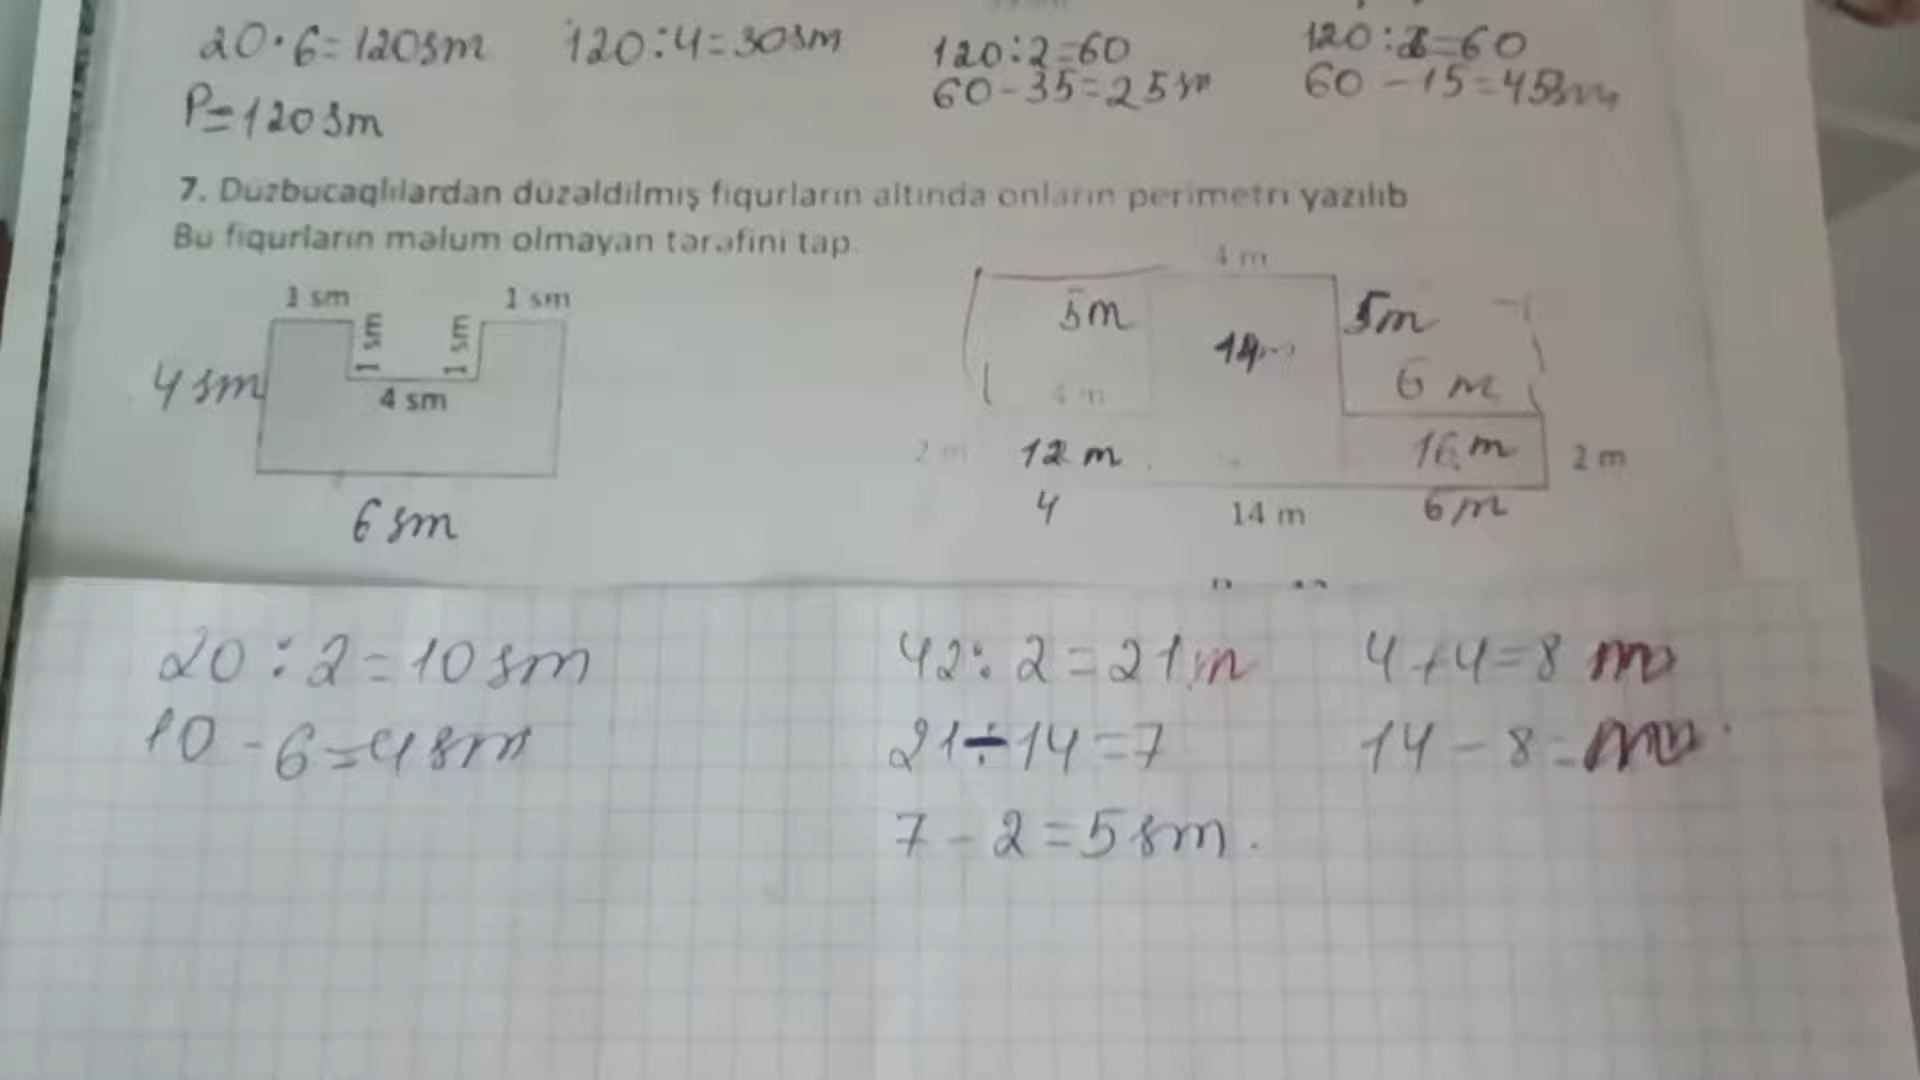 20·6=120sm 120:4=30sm 120:2=60 120:2=60
P=120sm 60-35=25sm 60-15=45sm
7. Düzbucaqlılardan düzəldilmiş fiqurların altında onların perimetri yazılıb
Bu fiqurların məlum olmayan tərəfini tap.
1 sm 1 sm
1 sm 1 sm
4 sm
4 sm
6 sm
4 m
5m 5m
14m
4 m 6 m
2 m 12 m 16 m 2 m
4 14 m 6m
20:2=10sm 42:2=21m 4+4=8 m
10-6=4sm 21÷14=7 14-8=
7-2=5sm.